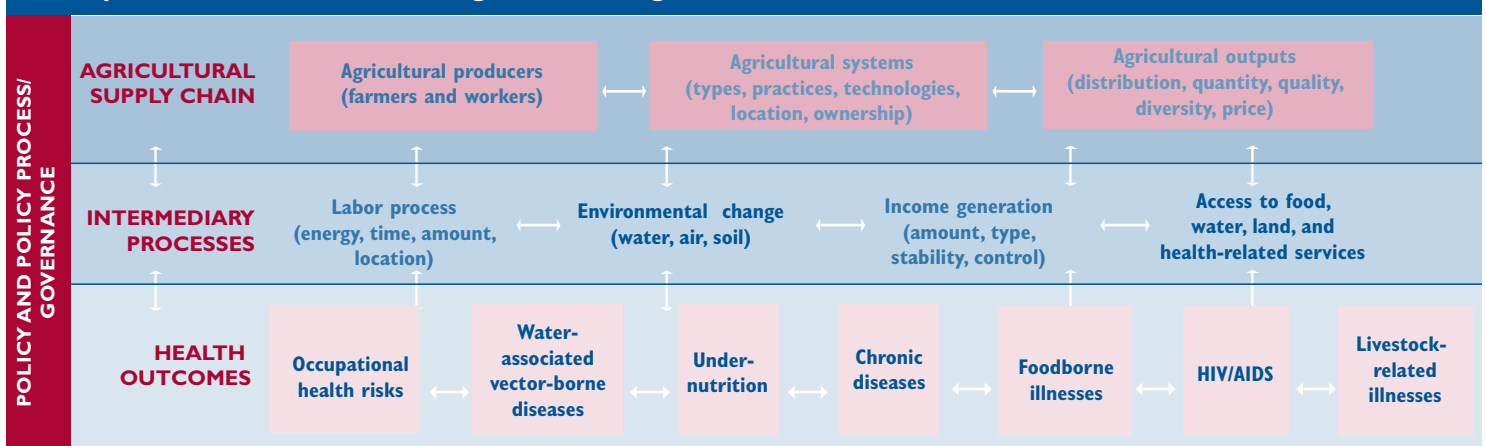 POLICY AND POLICY PROCESS/
GOVERNANCE
AGRICULTURAL
SUPPLY CHAIN
Agricultural producers
(farmers and workers)
Agricultural systems
(types, practices, technologies,
location, ownership)
Agricultural outputs
(distribution, quantity, quality,
diversity, price)
INTERMEDIARY
PROCESSES
Labor process
(energy, time, amount,
location)
Environmental change
(water, air, soil)
Income generation
(amount, type,
stability, control)
Access to food,
water, land, and
health-related services
HEALTH
OUTCOMES
Occupational
health risks
Water-
associated
vector-borne
diseases
Under-
nutrition
Chronic
diseases
Foodborne
illnesses
HIV/AIDS
Livestock-
related
illnesses